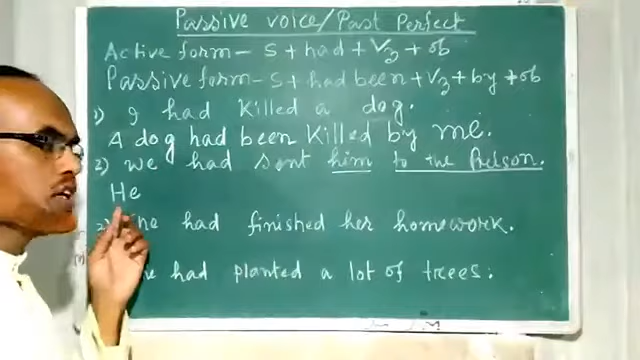 Passive voice/Past Perfect
Active form - S + had + V3 + ob
Passive form - S + had been + V3 + by + ob
1) I had killed a dog.
A dog had been killed by me.
2) We had sent him to the Prison.
He
had finished her homework.
had planted a lot of trees.